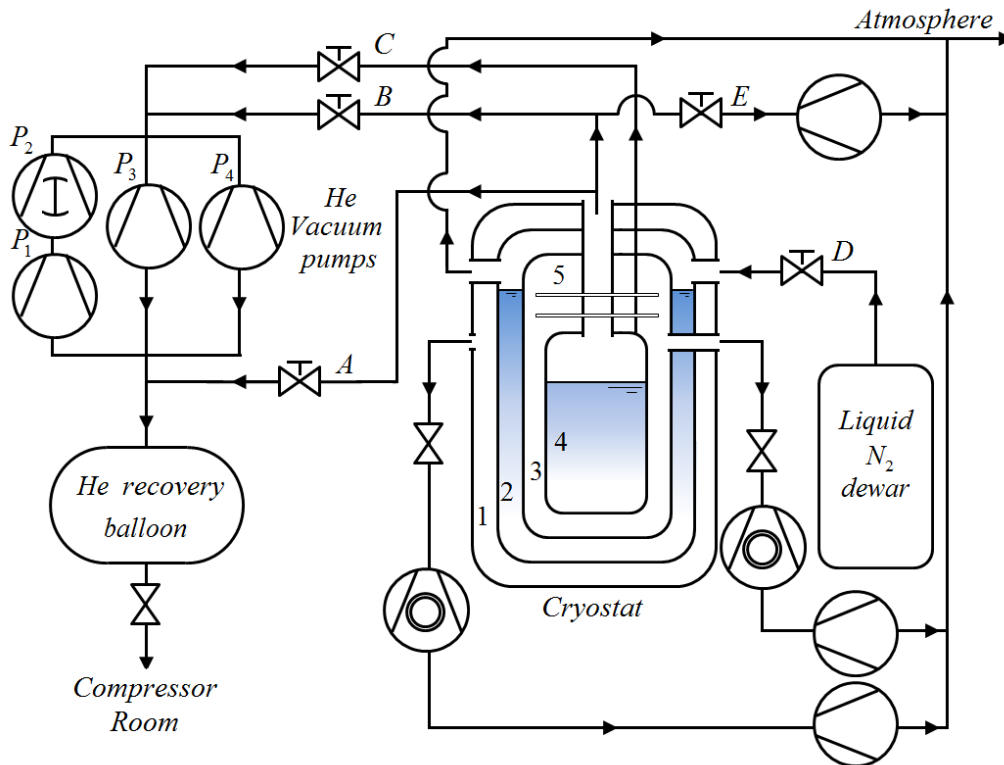 Atmosphere
C
B
E
P2
P3
P4
He
Vacuum
pumps
P1
5
D
A
Liquid
N2
dewar
4
3
2
1
He recovery
balloon
Cryostat
Compressor
Room